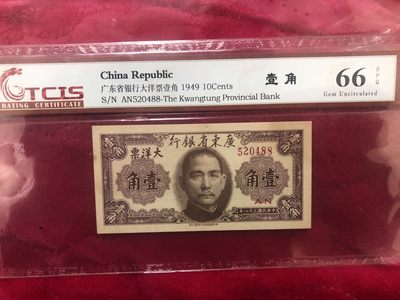 TCIS
RATING CERTIFICATE
China Republic
广东省银行大洋票壹角 1949 10Cents
S/N AN520488-The Kwangtung Provincial Bank
壹角
66
EPQ
Gem Uncirculated
行銀省東廣
票洋大
520488
角
壹
角壹
AN